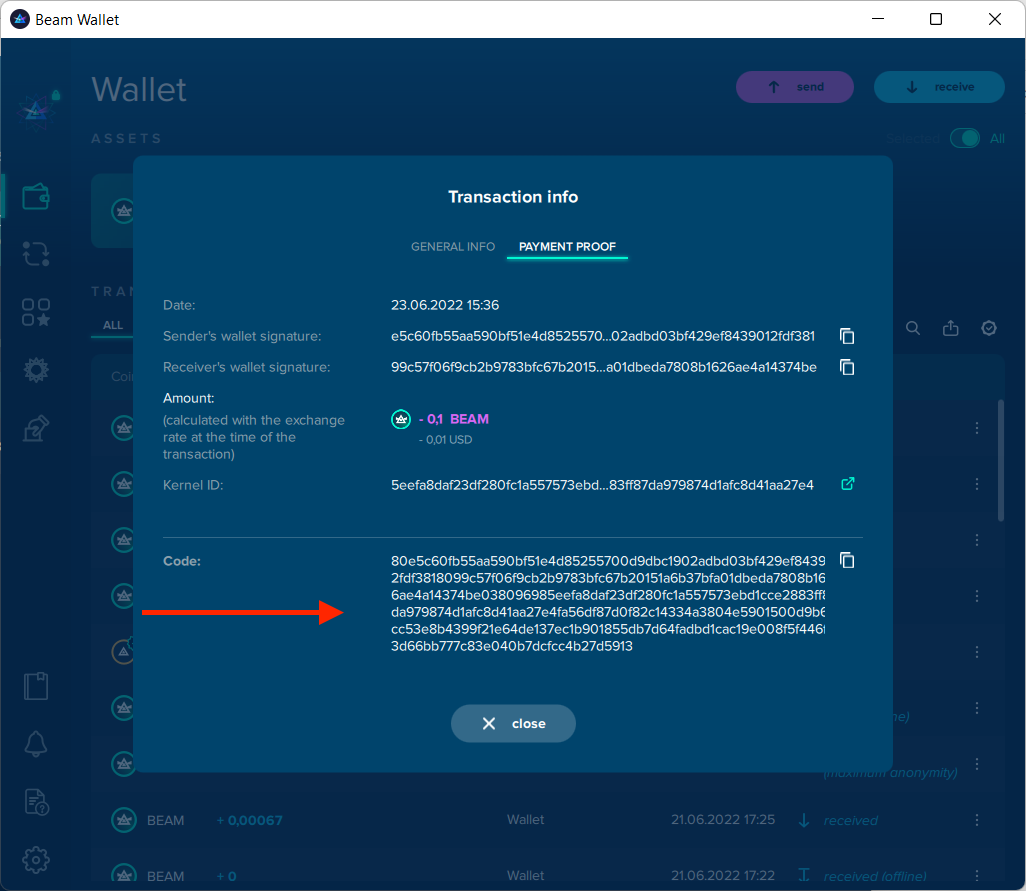 Beam Wallet
Wallet
send
receive
ASSETS
Selected
All
Transaction info
GENERAL INFO
PAYMENT PROOF
Date:
23.06.2022 15:36
Sender's wallet signature:
e5c60fb55aa590bf51e4d8525570...02adbd03bf429ef8439012fdf381
Receiver's wallet signature:
99c57f06f9cb2b9783bfc67b2015...a01dbeda7808b1626ae4a14374be
Amount:
(calculated with the exchange
rate at the time of the
transaction)
- 0,1 BEAM
- 0,01 USD
Kernel ID:
5eefa8daf23df280fc1a557573ebd...83ff87da979874d1afc8d41aa27e4
Code:
80e5c60fb55aa590bf51e4d85255700d9dbc1902adbd03bf429ef8439
2fdf3818099c57f06f9cb2b9783bfc67b20151a6b37bfa01dbeda7808b16
6ae4a14374be038096985eefa8daf23df280fc1a557573ebd1cce2883ff8
da979874d1afc8d41aa27e4fa56df87d0f82c14334a3804e5901500d9b6
cc53e8b4399f21e64de137ec1b901855db7d64fadbd1cac19e008f5f446f
3d66bb777c83e040b7dcfcc4b27d5913
close
TRAN
ALL
Coi
(maximum anonymity)
BEAM
+ 0,00067
Wallet
21.06.2022 17:25
received
BEAM
+ 0
Wallet
21.06.2022 17:22
received (offline)